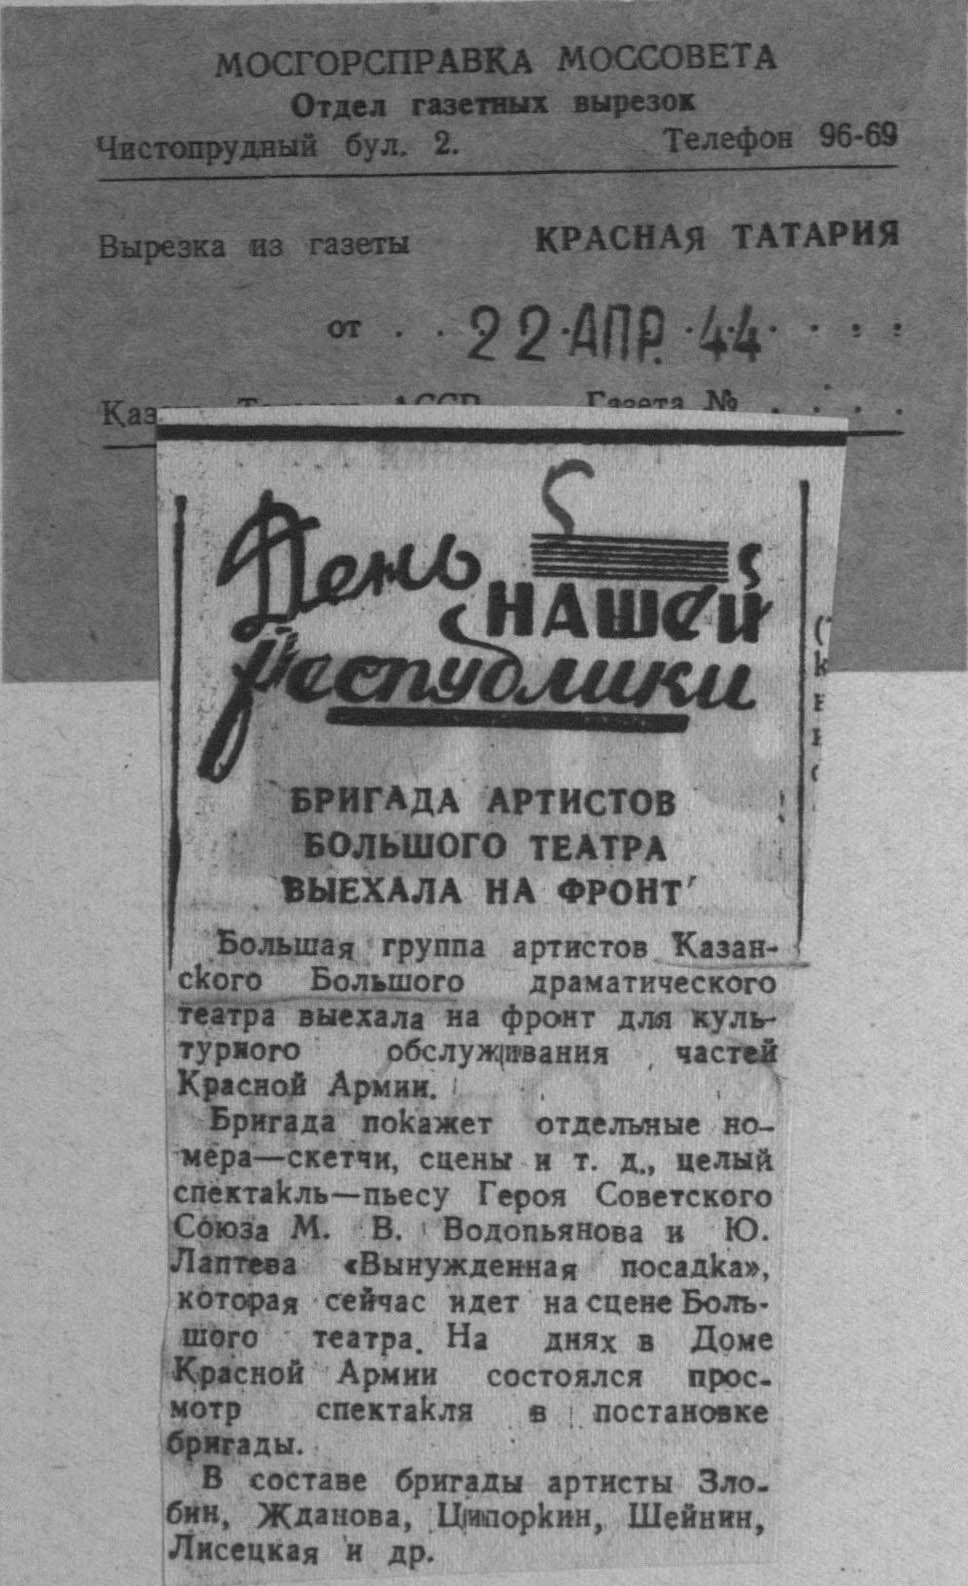 МОСГОРСПРАВКА МОССОВЕТА
Отдел газетных вырезок
Чистопрудный бул. 2. Телефон 96-69
Вырезка из газеты КРАСНАЯ ТАТАРИЯ
от . . 22 АПР. 44 . . .
Газета № . . . .
День НАШЕЙ
республики
БРИГАДА АРТИСТОВ
БОЛЬШОГО ТЕАТРА
ВЫЕХАЛА НА ФРОНТ
Большая группа артистов Казан-
ского Большого драматического
театра выехала на фронт для куль-
турного обслуживания частей
Красной Армии.
Бригада покажет отдельные но-
мера—скетчи, сцены и т. д., целый
спектакль—пьесу Героя Советского
Союза М. В. Водопьянова и Ю.
Лаптева «Вынужденная посадка»,
которая сейчас идет на сцене Боль-
шого театра. На днях в Доме
Красной Армии состоялся прос-
мотр спектакля в постановке
бригады.
В составе бригады артисты Зло-
бин, Жданова, Ципоркин, Шейнин,
Лисецкая и др.